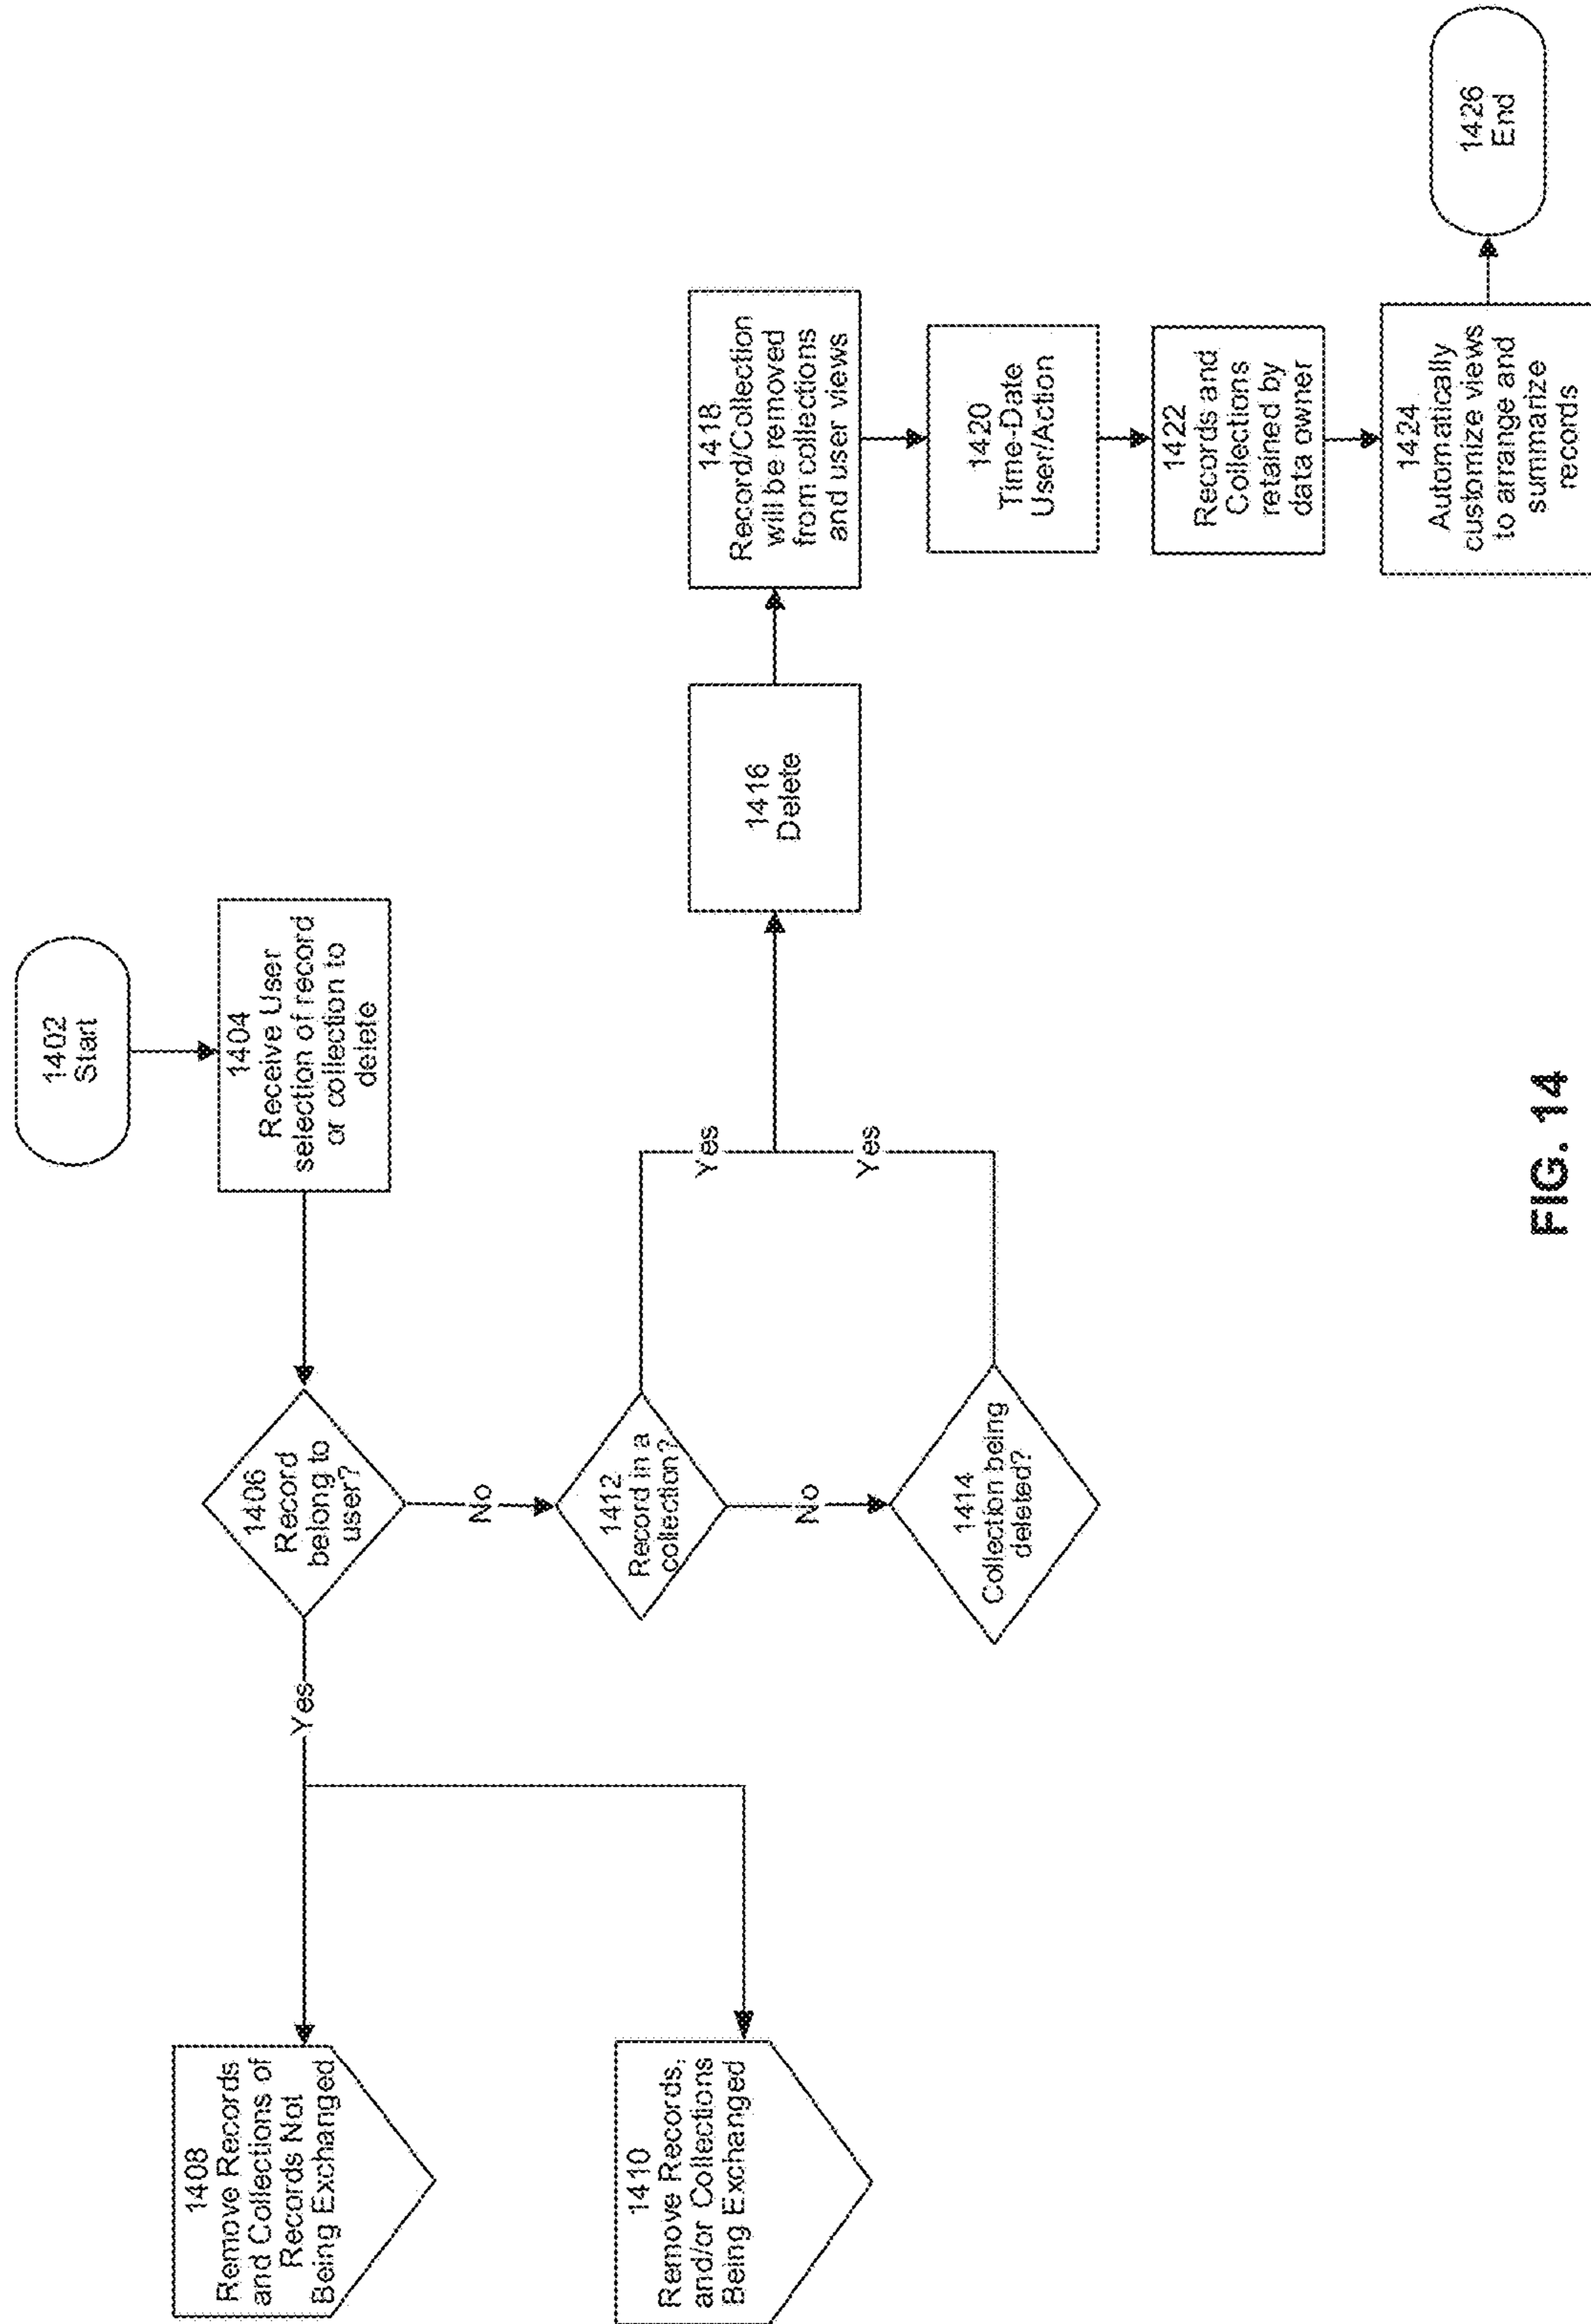 1402
Start
1404
Receive User
selection of record
or collection to
delete
1406
Record
belong to
user?
Yes
No
1408
Remove Records
and Collections of
Records Not
Being Exchanged
1410
Remove Records,
and/or Collections
Being Exchanged
1412
Record in a
collection?
Yes
No
1414
Collection being
deleted?
Yes
1416
Delete
1418
Record/Collection
will be removed
from collections
and user views
1420
Time-Date
User/Action
1422
Records and
Collections
retained by
data owner
1424
Automatically
customize views
to arrange and
summarize
records
1426
End
FIG. 14